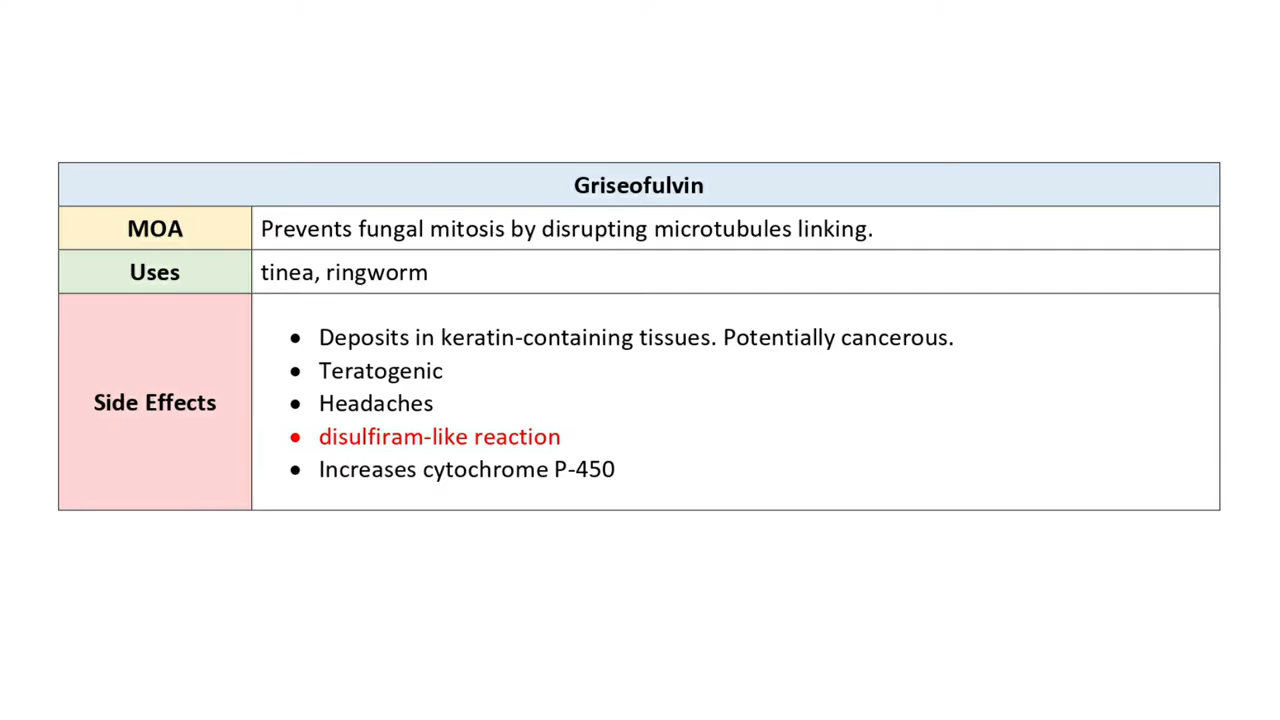 Griseofulvin
MOA
Prevents fungal mitosis by disrupting microtubules linking.
Uses
tinea, ringworm
Side Effects
• Deposits in keratin-containing tissues. Potentially cancerous.
• Teratogenic
• Headaches
• disulfiram-like reaction
• Increases cytochrome P-450